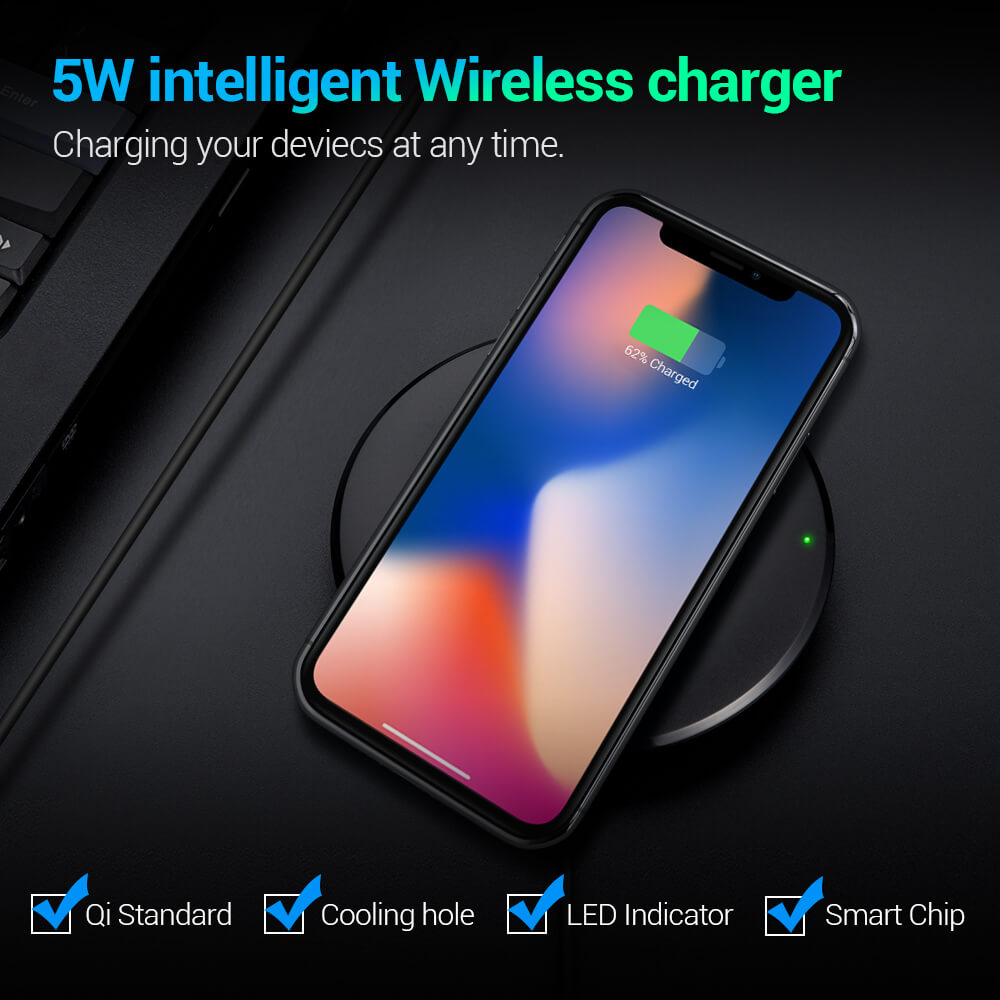 5W intelligent Wireless charger
Charging your deviecs at any time.
Enter
62% Charged
Qi Standard
Cooling hole
LED Indicator
Smart Chip